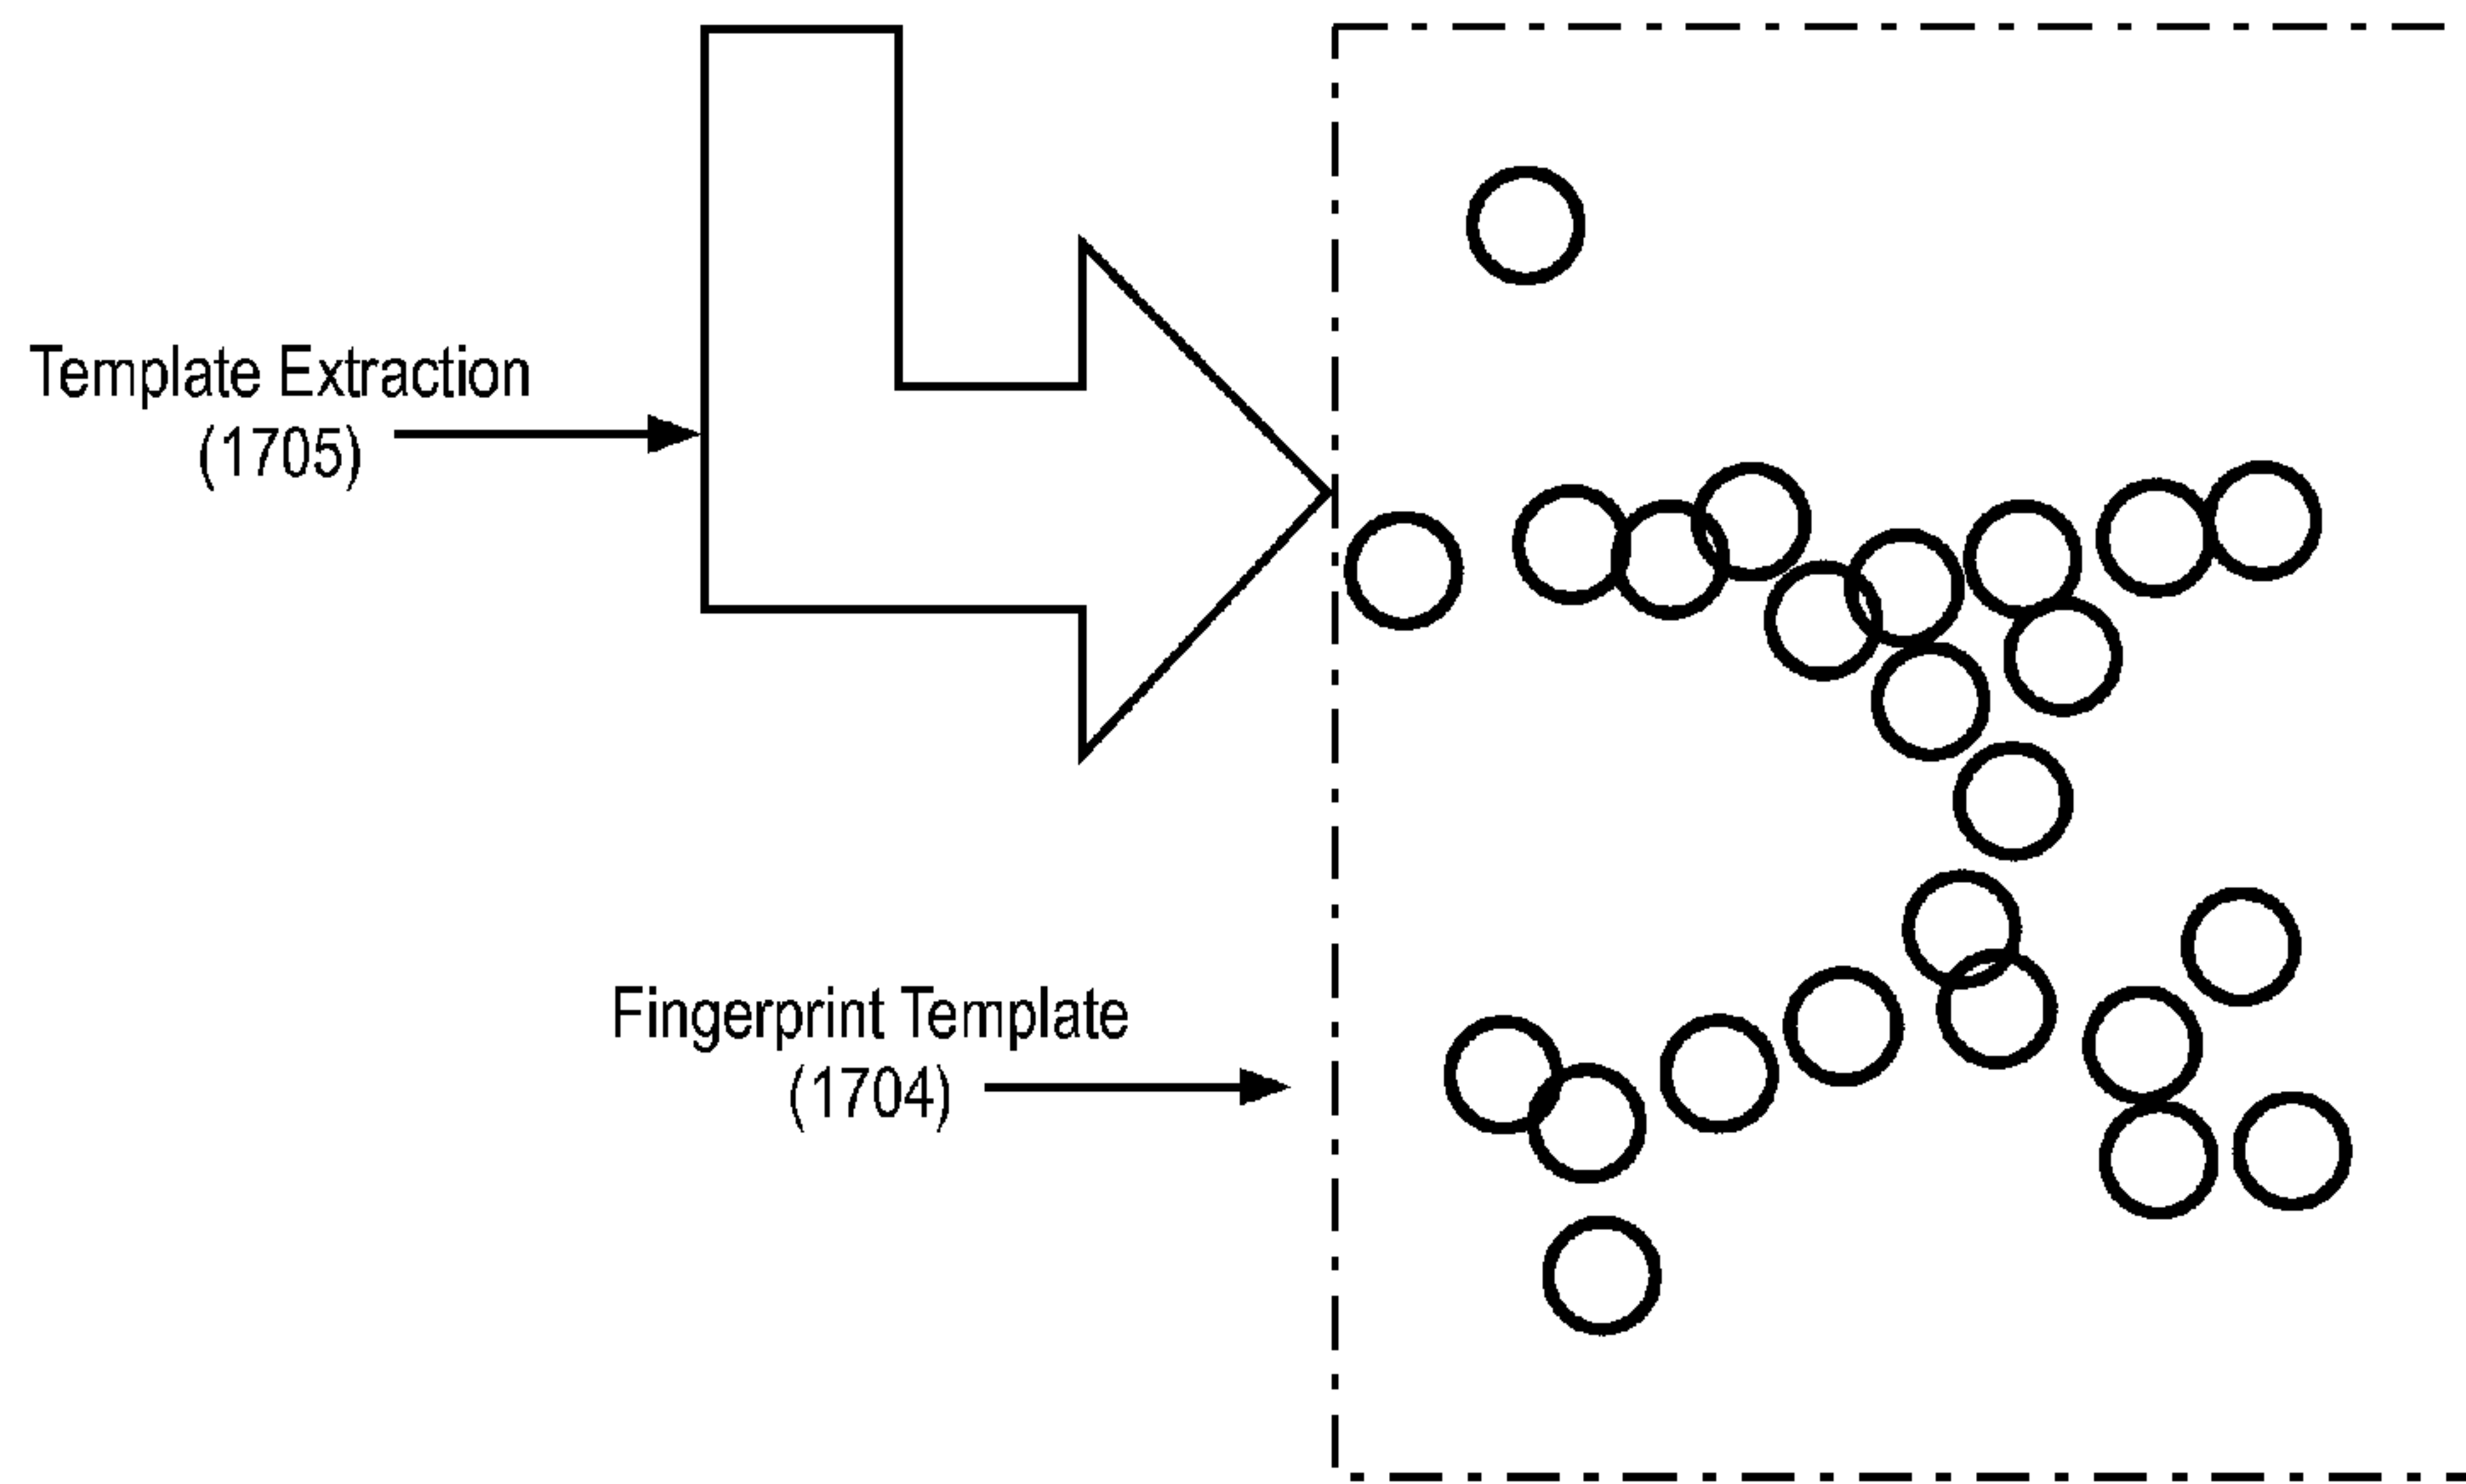 Template Extraction
(1705)
Fingerprint Template
(1704)